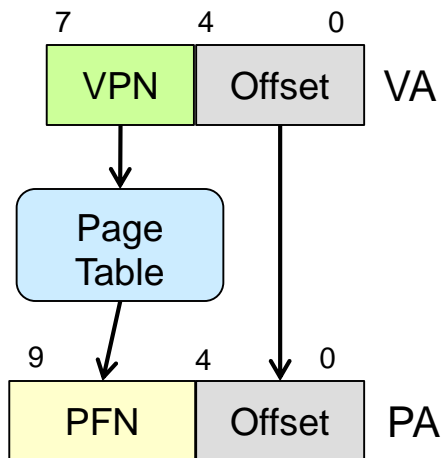 7 4 0
VPN Offset VA
Page
Table
9 4 0
PFN Offset PA